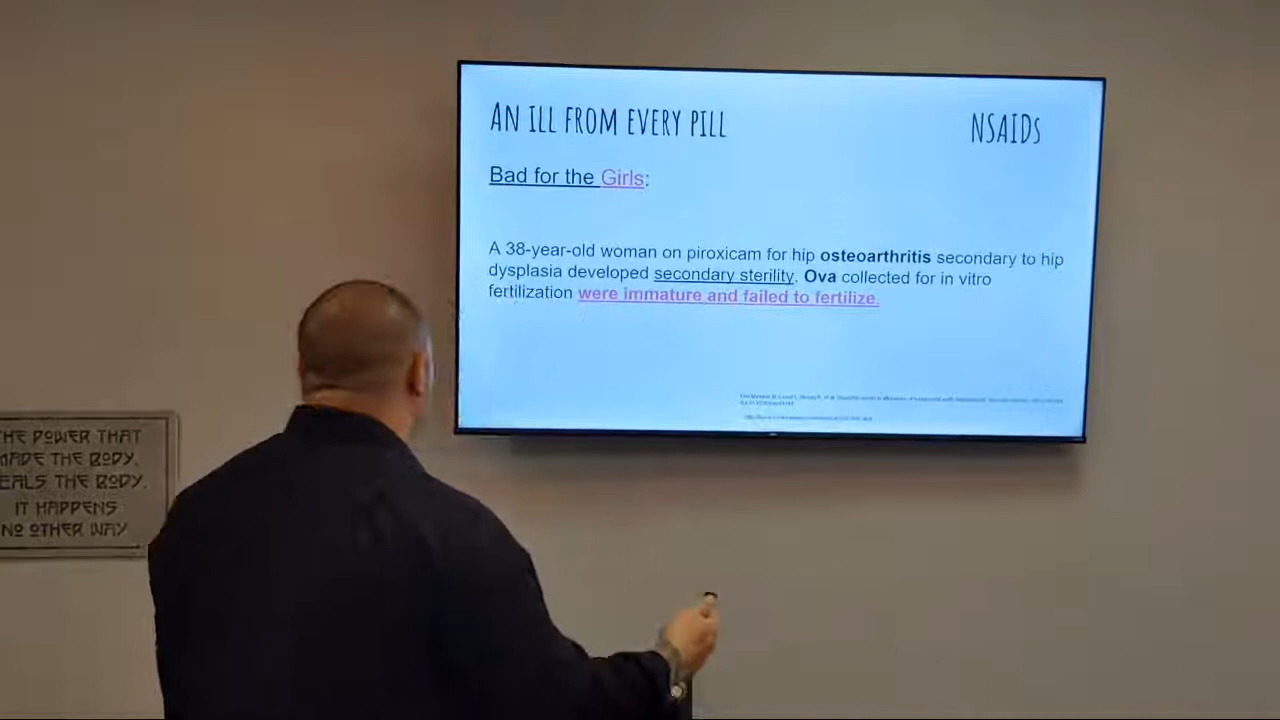 AN ILL FROM EVERY PILL
NSAIDs
Bad for the Girls:
A 38-year-old woman on piroxicam for hip osteoarthritis secondary to hip
dysplasia developed secondary sterility. Ova collected for in vitro
fertilization were immature and failed to fertilize.
THE POWER THAT
MADE THE BODY,
EALS THE BODY.
IT HAPPENS
NO OTHER WAY